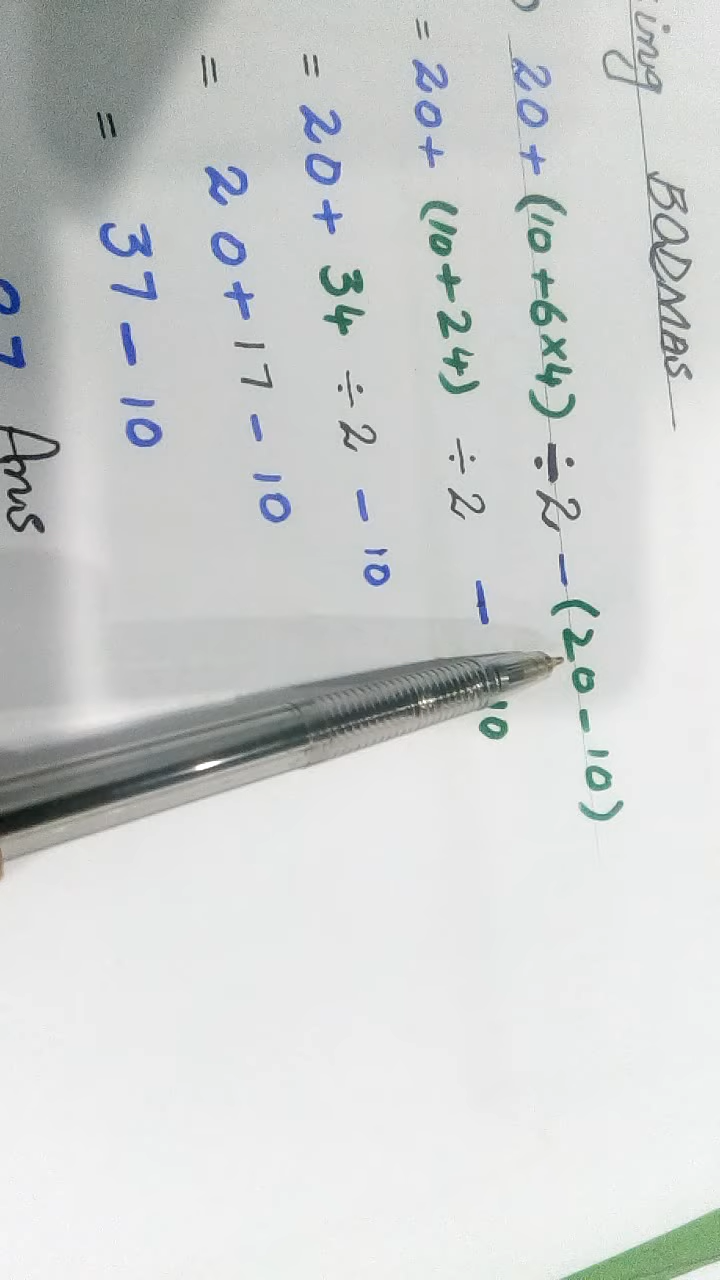 BODMAS
20 + (10 + 6 × 4) ÷ 2 - (20 - 10)
= 20 + (10 + 24) ÷ 2 - 10
= 20 + 34 ÷ 2 - 10
= 20 + 17 - 10
= 37 - 10
Ans